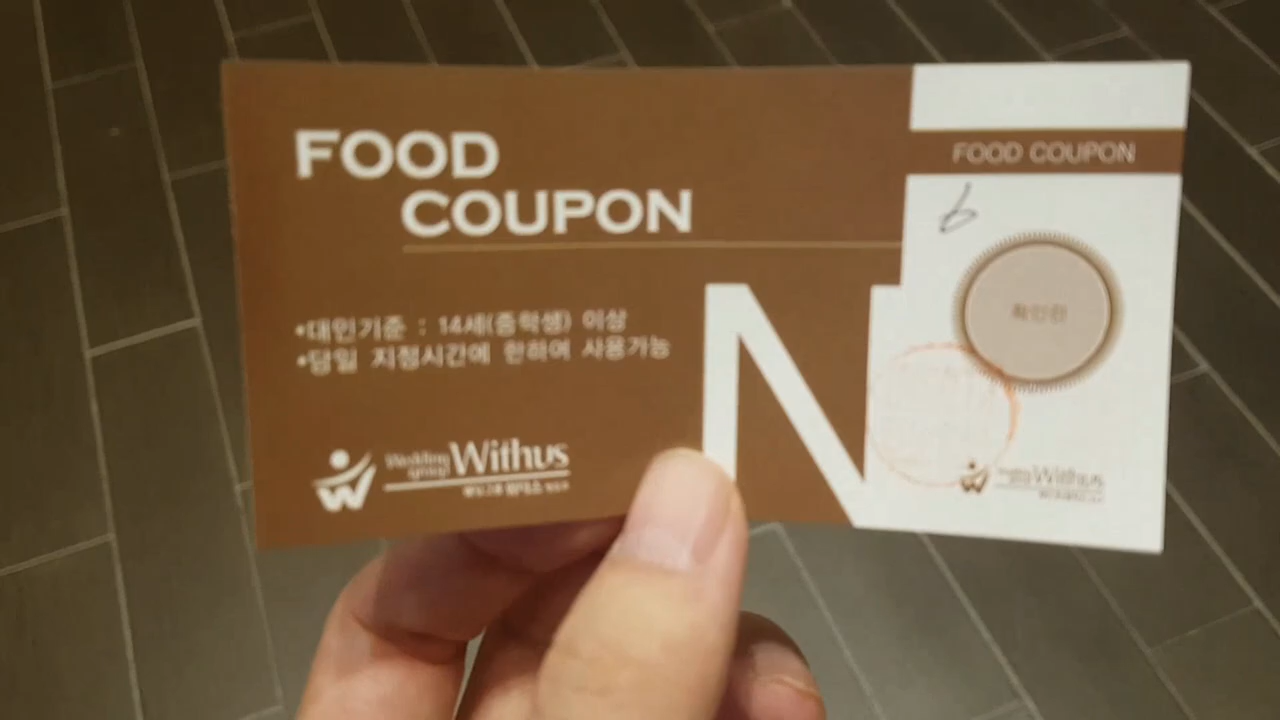 FOOD
COUPON
•대인기준 : 14세(중학생) 이상
•당일 지정시간에 한하여 사용가능
Wedding group Withus
N
FOOD COUPON
6
확인란
Withus